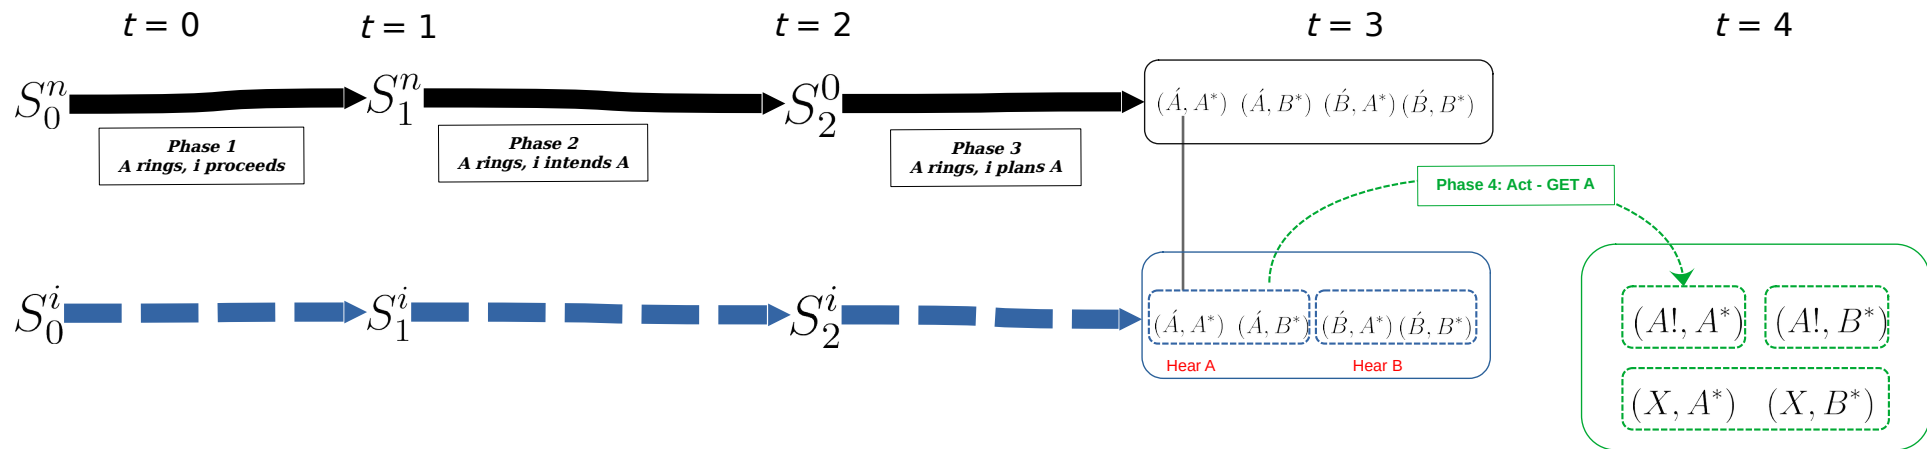 t = 0 t = 1 t = 2 t = 3 t = 4
S_0^n S_1^n S_2^0 (Á, A*) (Á, B*) (B́, A*) (B́, B*)
Phase 1
A rings, i proceeds
Phase 2
A rings, i intends A
Phase 3
A rings, i plans A
Phase 4: Act - GET A
S_0^i S_1^i S_2^i (Á, A*) (Á, B*) (B́, A*) (B́, B*)
Hear A Hear B
(A!, A*) (A!, B*)
(X, A*) (X, B*)